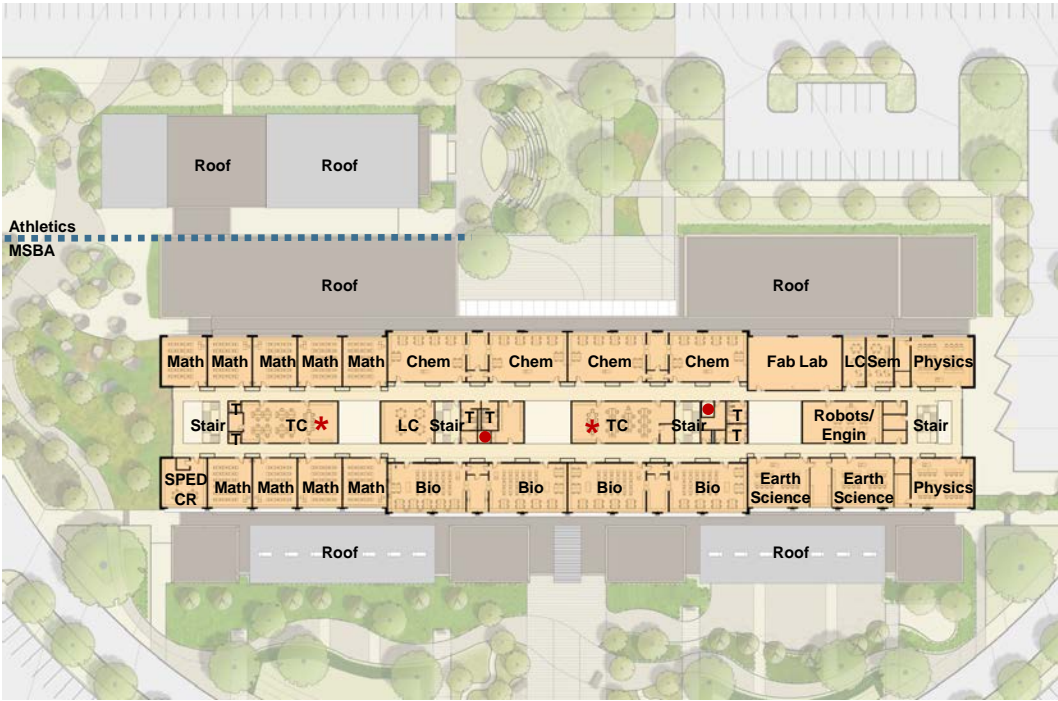 Roof
Roof
Athletics
MSBA
Roof
Roof
Math
Math
Math
Math
Math
Chem
Chem
Chem
Chem
Fab Lab
LC
Sem
Physics
T
T
Stair
TC
*
LC
Stair
T
T
*
TC
Stair
T
T
Robots/
Engin
Stair
SPED
CR
Math
Math
Math
Math
Bio
Bio
Bio
Bio
Earth
Science
Earth
Science
Physics
Roof
Roof